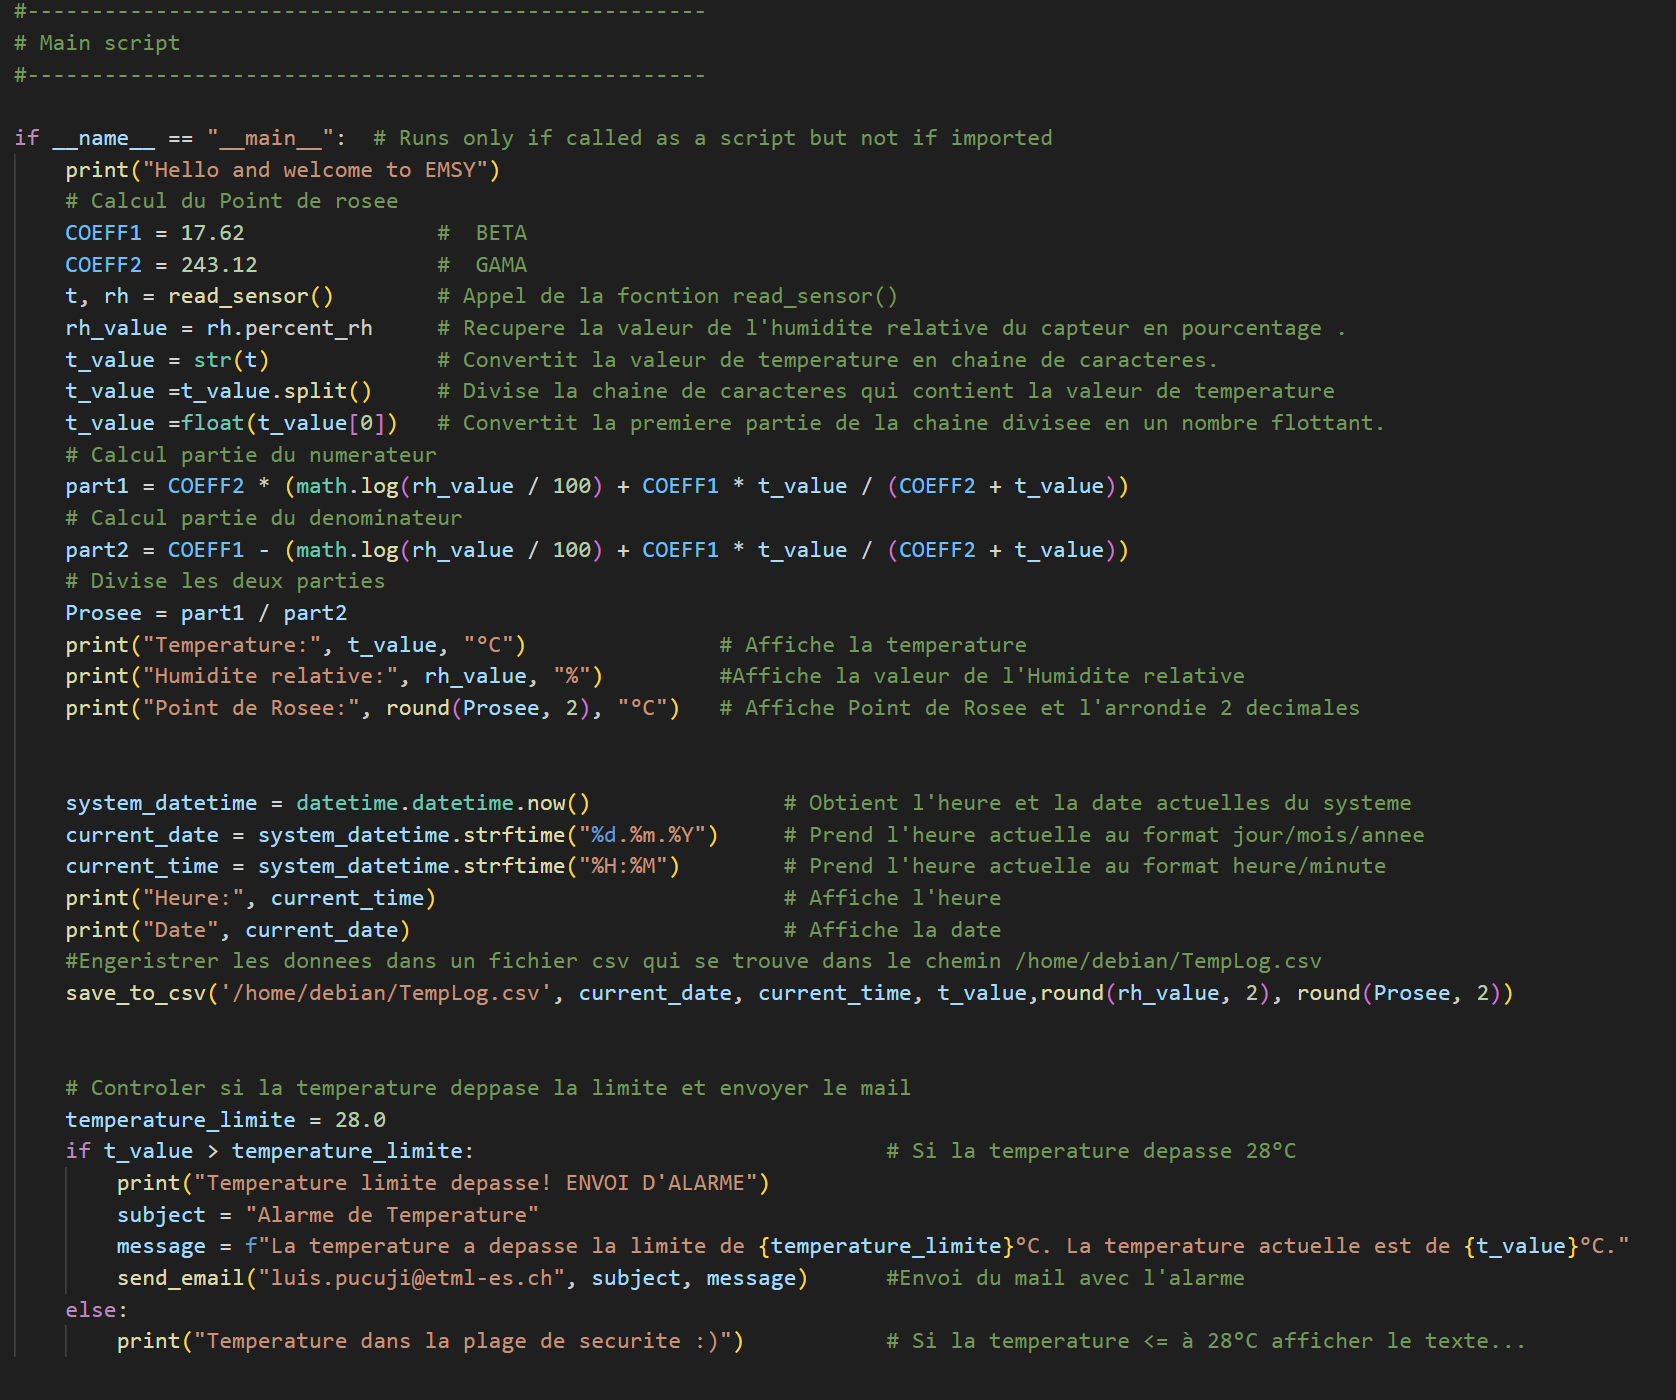 #-----------------------------------------------------
# Main script
#-----------------------------------------------------
if __name__ == "__main__":  # Runs only if called as a script but not if imported
    print("Hello and welcome to EMSY")
    # Calcul du Point de rosee
    COEFF1 = 17.62               #  BETA
    COEFF2 = 243.12              #  GAMA
    t, rh = read_sensor()        # Appel de la focntion read_sensor()
    rh_value = rh.percent_rh     # Recupere la valeur de l'humidite relative du capteur en pourcentage .
    t_value = str(t)             # Convertit la valeur de temperature en chaine de caracteres.
    t_value =t_value.split()     # Divise la chaine de caracteres qui contient la valeur de temperature
    t_value =float(t_value[0])   # Convertit la premiere partie de la chaine divisee en un nombre flottant.
    # Calcul partie du numerateur
    part1 = COEFF2 * (math.log(rh_value / 100) + COEFF1 * t_value / (COEFF2 + t_value))
    # Calcul partie du denominateur
    part2 = COEFF1 - (math.log(rh_value / 100) + COEFF1 * t_value / (COEFF2 + t_value))
    # Divise les deux parties
    Prosee = part1 / part2
    print("Temperature:", t_value, "°C")               # Affiche la temperature
    print("Humidite relative:", rh_value, "%")         #Affiche la valeur de l'Humidite relative
    print("Point de Rosee:", round(Prosee, 2), "°C")   # Affiche Point de Rosee et l'arrondie 2 decimales
    system_datetime = datetime.datetime.now()               # Obtient l'heure et la date actuelles du systeme
    current_date = system_datetime.strftime("%d.%m.%Y")     # Prend l'heure actuelle au format jour/mois/annee
    current_time = system_datetime.strftime("%H:%M")        # Prend l'heure actuelle au format heure/minute
    print("Heure:", current_time)                           # Affiche l'heure
    print("Date", current_date)                             # Affiche la date
    #Engeristrer les donnees dans un fichier csv qui se trouve dans le chemin /home/debian/TempLog.csv
    save_to_csv('/home/debian/TempLog.csv', current_date, current_time, t_value,round(rh_value, 2), round(Prosee, 2))
    # Controler si la temperature deppase la limite et envoyer le mail
    temperature_limite = 28.0
    if t_value > temperature_limite:                                # Si la temperature depasse 28°C
        print("Temperature limite depasse! ENVOI D'ALARME")
        subject = "Alarme de Temperature"
        message = f"La temperature a depasse la limite de {temperature_limite}°C. La temperature actuelle est de {t_value}°C."
        send_email("luis.pucuji@etml-es.ch", subject, message)      #Envoi du mail avec l'alarme
    else:
        print("Temperature dans la plage de securite :)")           # Si la temperature <= à 28°C afficher le texte...